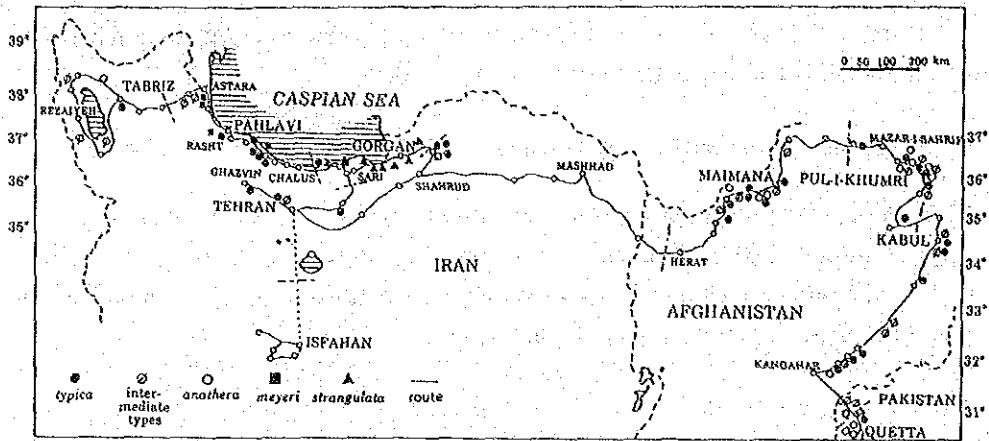 39°
38°
37°
36°
35°
TABRIZ
REZAIYEH
ASTARA
CASPIAN SEA
PAHLAVI
RASHT
GORGAN
GHAZVIN
CHALUS
SARI
SHAHRUD
TEHRAN
MASHHAD
IRAN
ISFAHAN
0 50 100 200 km
MAZAR-I-SAHRIF
MAIMANA
PUL-I-KHUMRI
KABUL
HERAT
AFGHANISTAN
KANDAHAR
PAKISTAN
QUETTA
37°
36°
35°
34°
33°
32°
31°
typica
inter-
mediate
types
anathera
meyeri
strangulata
route